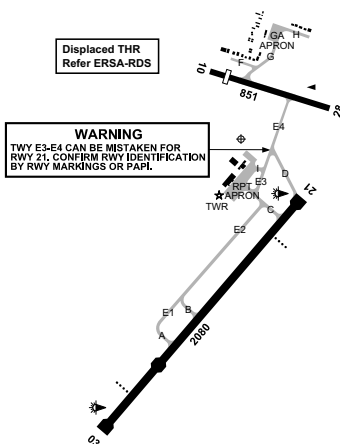 Displaced THR
Refer ERSA-RDS
GA
APRON
H
G
F
10
851
28
E4
WARNING
TWY E3-E4 CAN BE MISTAKEN FOR
RWY 21. CONFIRM RWY IDENTIFICATION
BY RWY MARKINGS OR PAPI.
I
E3
D
21
RPT
APRON
TWR
C
E2
E1
B
A
2080
03